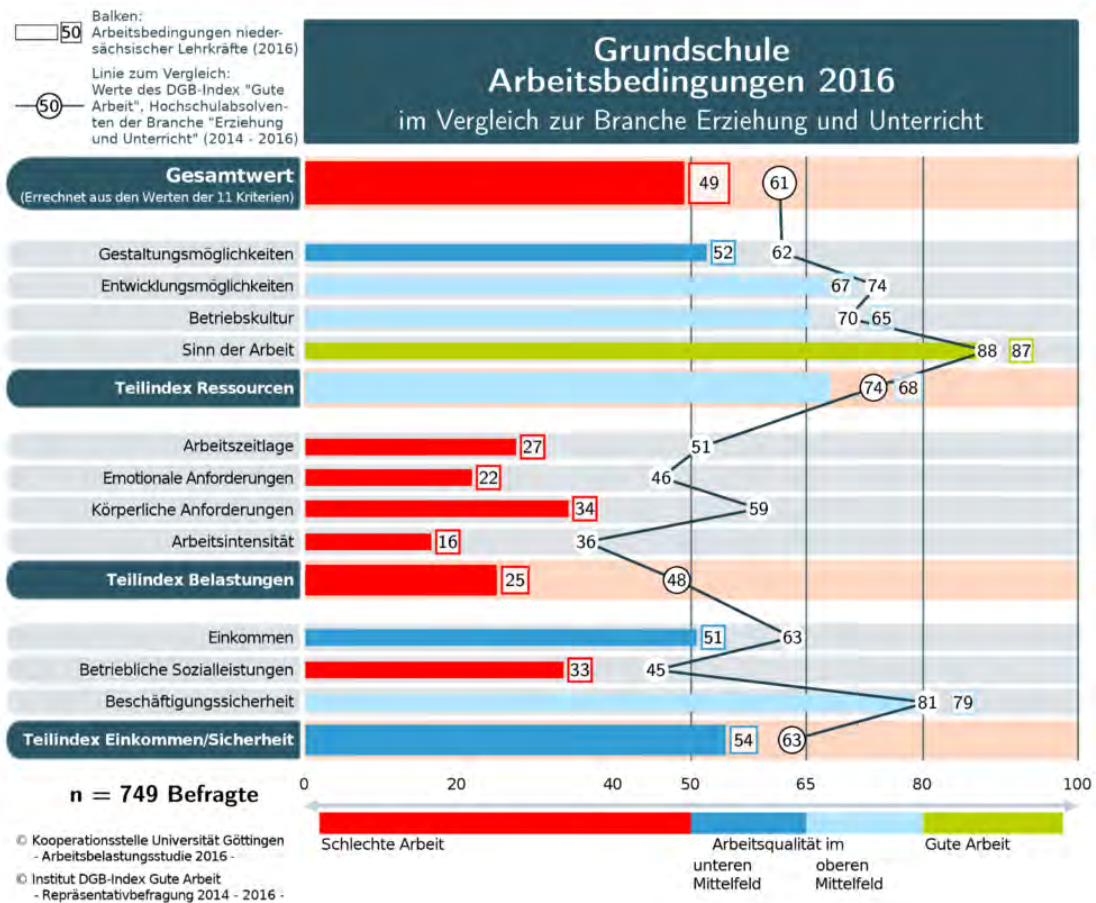 Balken:
50 Arbeitsbedingungen nieder-
sächsischer Lehrkräfte (2016)
Linie zum Vergleich:
Werte des DGB-Index "Gute
50 Arbeit", Hochschulabsolven-
ten der Branche "Erziehung
und Unterricht" (2014 - 2016)
Grundschule
Arbeitsbedingungen 2016
im Vergleich zur Branche Erziehung und Unterricht
Gesamtwert 49 61
(Errechnet aus den Werten der 11 Kriterien)
Gestaltungsmöglichkeiten 52 62
Entwicklungsmöglichkeiten 67 74
Betriebskultur 70 65
Sinn der Arbeit 88 87
Teilindex Ressourcen 74 68
Arbeitszeitlage 27 51
Emotionale Anforderungen 22 46
Körperliche Anforderungen 34 59
Arbeitsintensität 16 36
Teilindex Belastungen 25 48
Einkommen 51 63
Betriebliche Sozialleistungen 33 45
Beschäftigungssicherheit 81 79
Teilindex Einkommen/Sicherheit 54 63
0 20 40 50 65 80 100
n = 749 Befragte
Schlechte Arbeit Arbeitsqualität im Gute Arbeit
unteren oberen
Mittelfeld Mittelfeld
© Kooperationsstelle Universität Göttingen
- Arbeitsbelastungsstudie 2016 -
© Institut DGB-Index Gute Arbeit
- Repräsentativbefragung 2014 - 2016 -